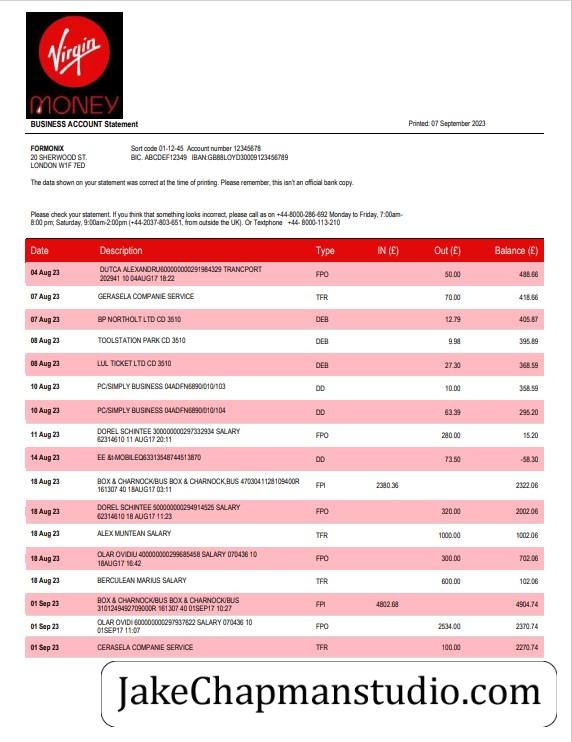 Virgin
MONEY
BUSINESS ACCOUNT Statement
Printed: 07 September 2023
FORMONIX
Sort code 01-12-45 Account number 12345678
20 SHERWOOD ST.
BIC. ABCDEF12349 IBAN:GB88LOYD30009123456789
LONDON W1F 7ED
The data shown on your statement was correct at the time of printing. Please remember, this isn't an official bank copy.
Please check your statement. If you think that something looks incorrect, please call as on +44-8000-286-692 Monday to Friday, 7:00am-
8:00 pm; Saturday, 9:00am-2:00pm (+44-2037-803-651, from outside the UK). Or Textphone +44- 8000-113-210
Date Description Type IN (£) Out (£) Balance (£)
04 Aug 23 DUTCA ALEXANDRU600000000291984329 TRANCPORT FPO 50.00 488.66
202941 10 04AUG17 18:22
07 Aug 23 GERASELA COMPANIE SERVICE TFR 70.00 418.66
07 Aug 23 BP NORTHOLT LTD CD 3510 DEB 12.79 405.87
08 Aug 23 TOOLSTATION PARK CD 3510 DEB 9.98 395.89
08 Aug 23 LUL TICKET LTD CD 3510 DEB 27.30 368.59
10 Aug 23 PC/SIMPLY BUSINESS 04ADFN6890/010/103 DD 10.00 358.59
10 Aug 23 PC/SIMPLY BUSINESS 04ADFN6890/010/104 DD 63.39 295.20
11 Aug 23 DOREL SCHINTEE 300000000297332934 SALARY FPO 280.00 15.20
62314610 11 AUG17 20:11
14 Aug 23 EE &t-MOBILEQ63313548744513870 DD 73.50 -58.30
18 Aug 23 BOX & CHARNOCK/BUS BOX & CHARNOCK,BUS 4703041128109400R FPI 2380.36 2322.06
161307 40 18AUG17 03:11
18 Aug 23 DOREL SCHINTEE 500000000294914525 SALARY FPO 320.00 2002.06
62314610 18 AUG17 11:23
18 Aug 23 ALEX MUNTEAN SALARY TFR 1000.00 1002.06
18 Aug 23 OLAR OVIDIU 400000000299685458 SALARY 070436 10 FPO 300.00 702.06
18AUG17 16:42
18 Aug 23 BERCULEAN MARIUS SALARY TFR 600.00 102.06
01 Sep 23 BOX & CHARNOCK/BUS BOX & CHARNOCK/BUS FPI 4802.68 4904.74
3101249492709000R 161307 40 01SEP17 10:27
01 Sep 23 OLAR OVIDI 600000000297937622 SALARY 070436 10 FPO 2534.00 2370.74
01SEP17 11:07
01 Sep 23 CERASELA COMPANIE SERVICE TFR 100.00 2270.74
JakeChapmanstudio.com